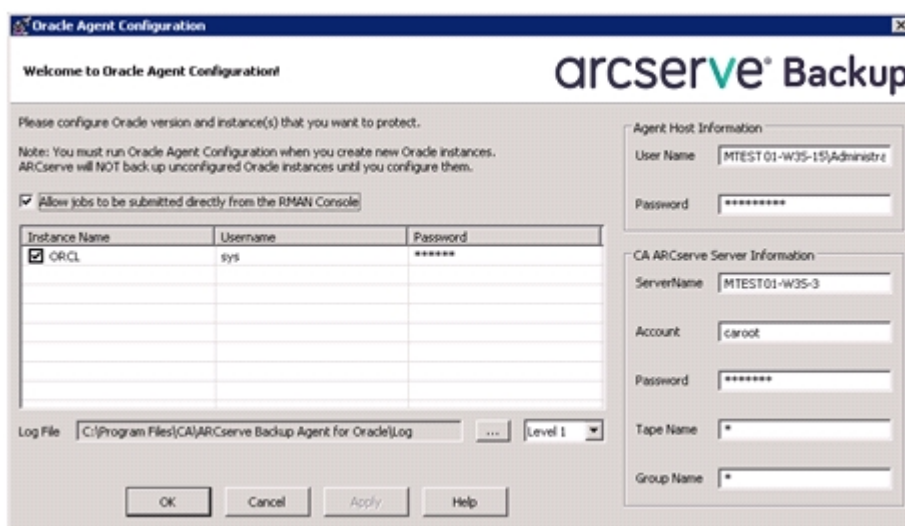 Oracle Agent Configuration
Welcome to Oracle Agent Configuration!
arcserve® Backup
Please configure Oracle version and instance(s) that you want to protect.
Note: You must run Oracle Agent Configuration when you create new Oracle instances.
ARCserve will NOT back up unconfigured Oracle instances until you configure them.
Allow jobs to be submitted directly from the RMAN Console
Instance Name Username Password
ORCL sys ******
Log File C:\Program Files\CA\ARCserve Backup Agent for Oracle\Log ... Level 1
OK Cancel Apply Help
Agent Host Information
User Name MTEST01-W35-15\Administra
Password *********
CA ARCserve Server Information
ServerName MTEST01-W35-3
Account caroot
Password *******
Tape Name *
Group Name *